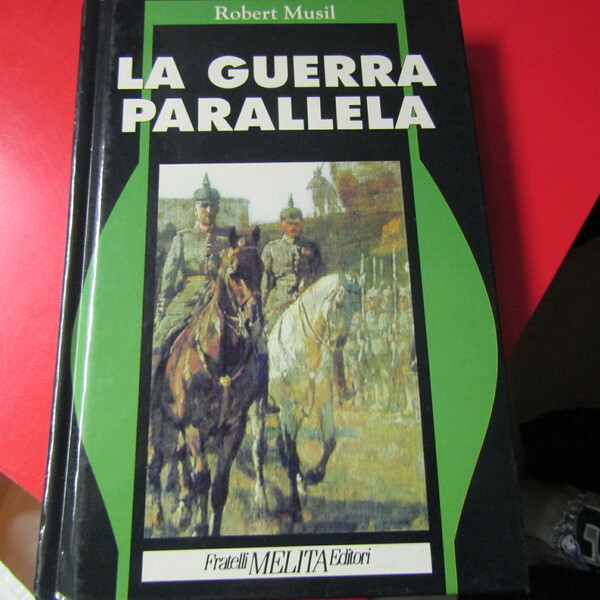 Robert Musil
LA GUERRA
PARALLELA
Fratelli MELITA Editori